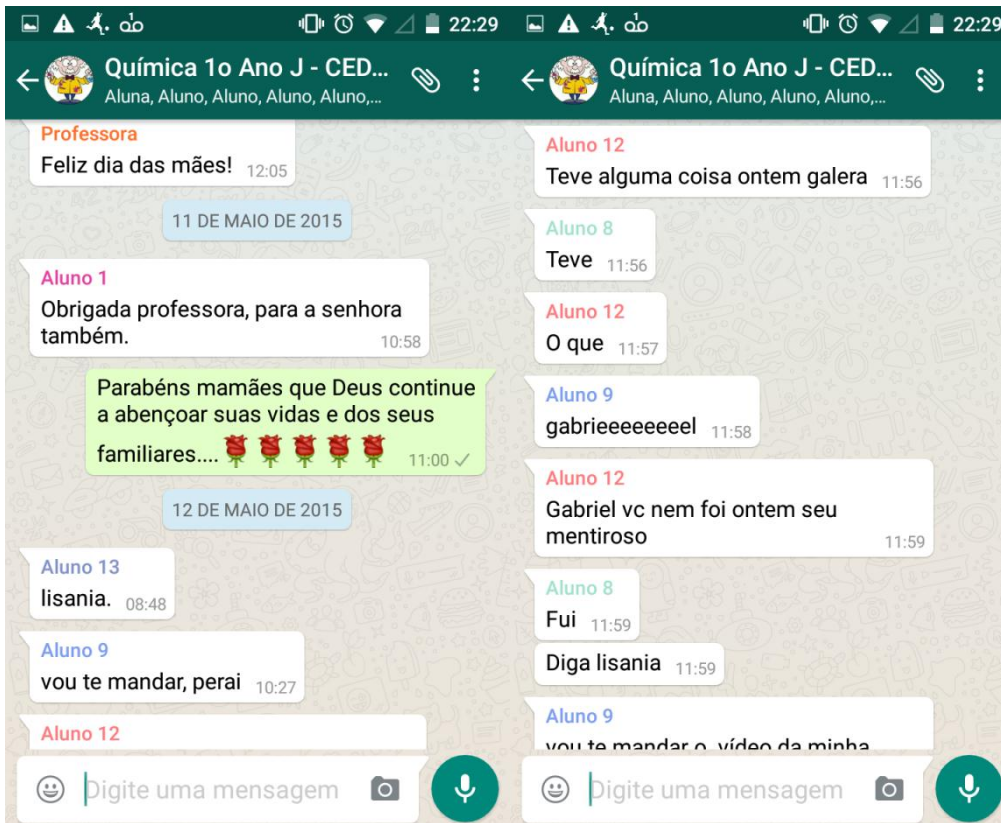 22:29
Química 1o Ano J - CED...
Aluna, Aluno, Aluno, Aluno, Aluno,...
Professora
Feliz dia das mães! 12:05
11 DE MAIO DE 2015
Aluno 1
Obrigada professora, para a senhora
também. 10:58
Parabéns mamães que Deus continue
a abençoar suas vidas e dos seus
familiares.... 11:00
12 DE MAIO DE 2015
Aluno 13
lisania. 08:48
Aluno 9
vou te mandar, perai 10:27
Aluno 12
Digite uma mensagem
22:29
Química 1o Ano J - CED...
Aluna, Aluno, Aluno, Aluno, Aluno,...
Aluno 12
Teve alguma coisa ontem galera 11:56
Aluno 8
Teve 11:56
Aluno 12
O que 11:57
Aluno 9
gabrieeeeeeeel 11:58
Aluno 12
Gabriel vc nem foi ontem seu
mentiroso 11:59
Aluno 8
Fui 11:59
Diga lisania 11:59
Aluno 9
vou te mandar o vídeo da minha
Digite uma mensagem